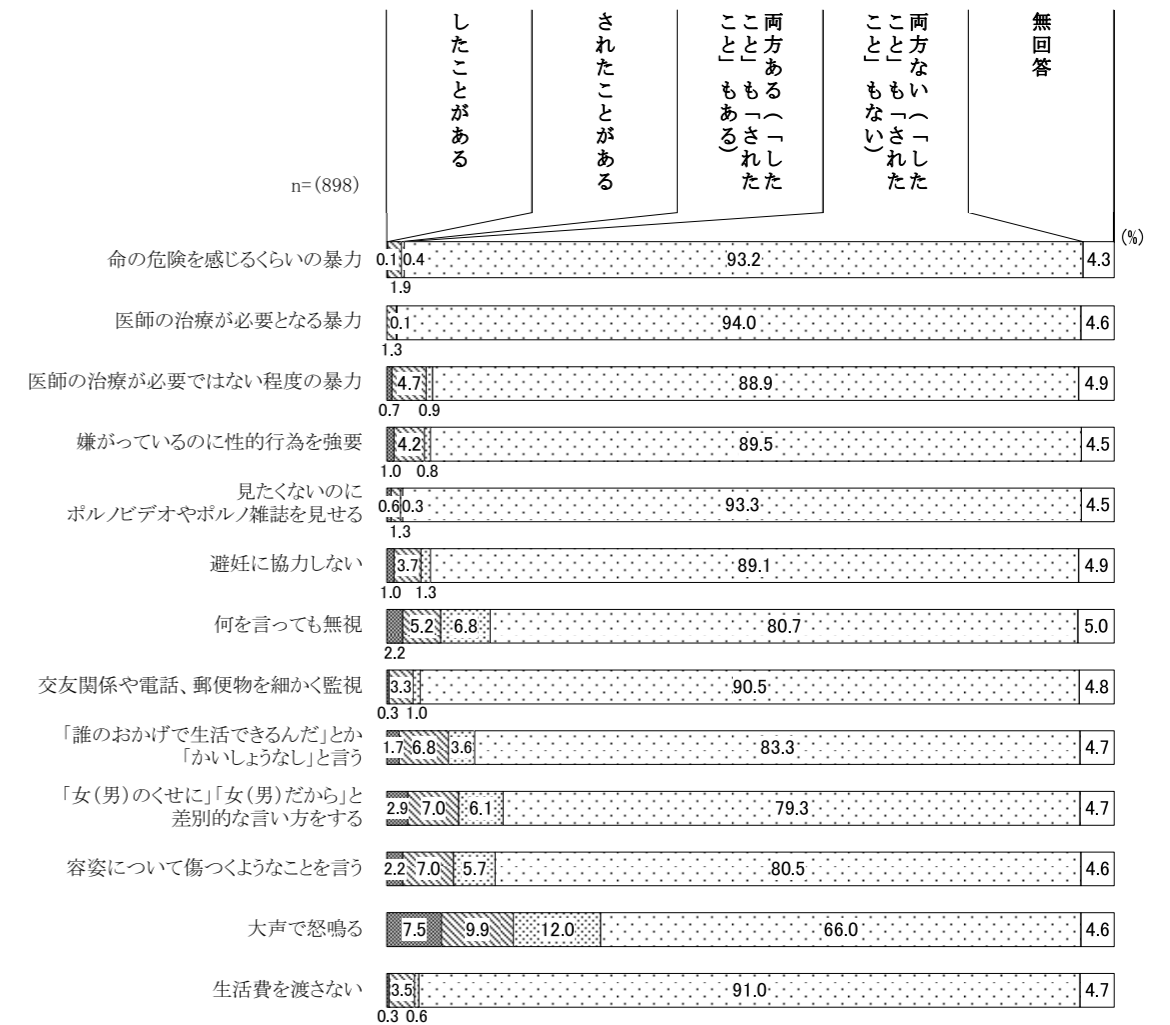 したことがある
されたことがある
両方ある(「した
こと」も「された
こと」もある)
両方ない(「した
こと」も「された
こと」もない)
無回答
n=(898)
(%)
命の危険を感じるくらいの暴力
0.1 0.4 93.2 4.3
1.9
医師の治療が必要となる暴力
0.1 94.0 4.6
1.3
医師の治療が必要ではない程度の暴力
4.7 88.9 4.9
0.7 0.9
嫌がっているのに性的行為を強要
4.2 89.5 4.5
1.0 0.8
見たくないのに
ポルノビデオやポルノ雑誌を見せる
0.6 0.3 93.3 4.5
1.3
避妊に協力しない
3.7 89.1 4.9
1.0 1.3
何を言っても無視
5.2 6.8 80.7 5.0
2.2
交友関係や電話、郵便物を細かく監視
3.3 90.5 4.8
0.3 1.0
「誰のおかげで生活できるんだ」とか
「かいしょうなし」と言う
1.7 6.8 3.6 83.3 4.7
「女(男)のくせに」「女(男)だから」と
差別的な言い方をする
2.9 7.0 6.1 79.3 4.7
容姿について傷つくようなことを言う
2.2 7.0 5.7 80.5 4.6
大声で怒鳴る
7.5 9.9 12.0 66.0 4.6
生活費を渡さない
3.5 91.0 4.7
0.3 0.6